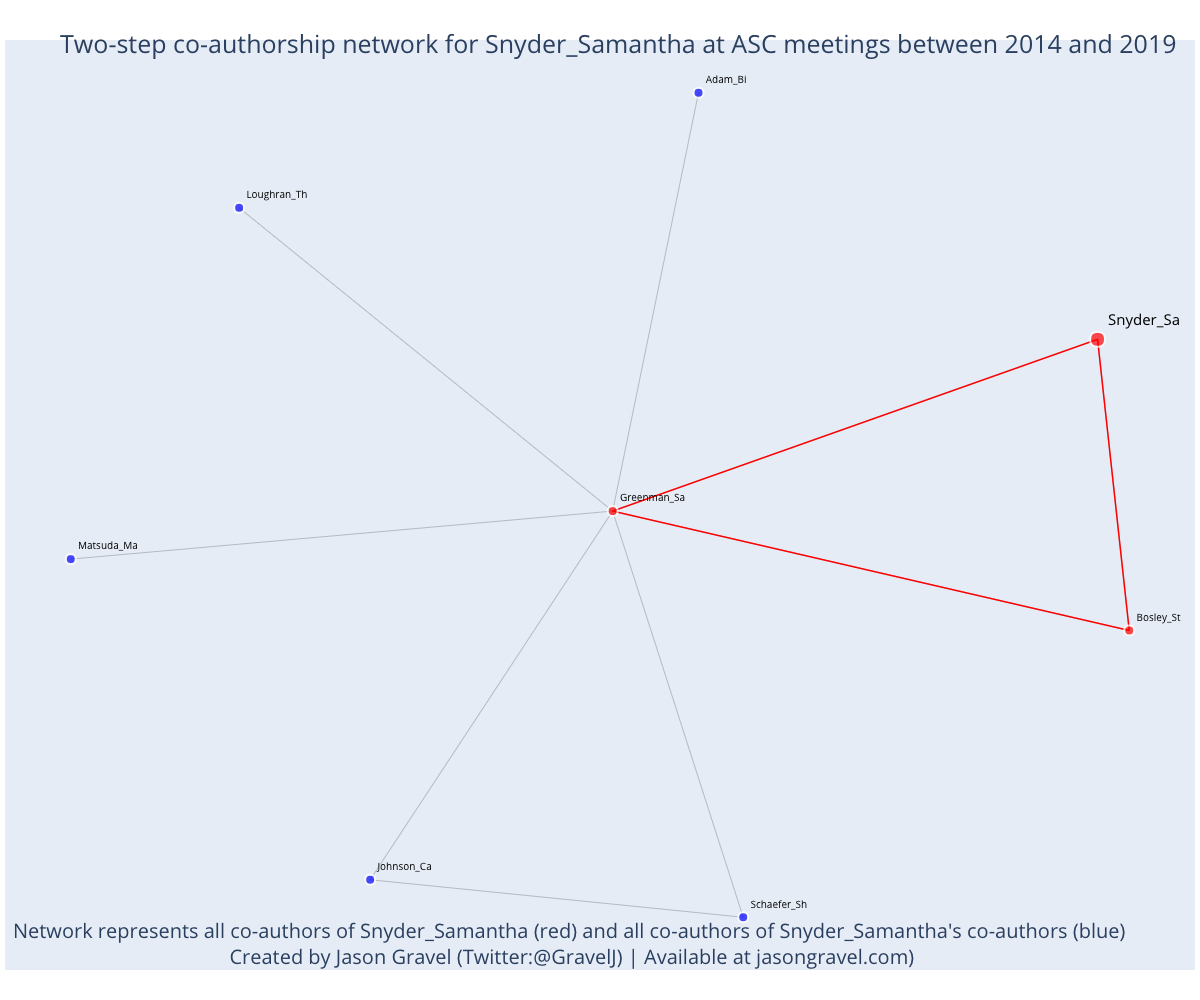 Two-step co-authorship network for Snyder_Samantha at ASC meetings between 2014 and 2019
Adam_Bi
Loughran_Th
Snyder_Sa
Greenman_Sa
Matsuda_Ma
Bosley_St
Johnson_Ca
Schaefer_Sh
Network represents all co-authors of Snyder_Samantha (red) and all co-authors of Snyder_Samantha's co-authors (blue)
Created by Jason Gravel (Twitter:@GravelJ) | Available at jasongravel.com)